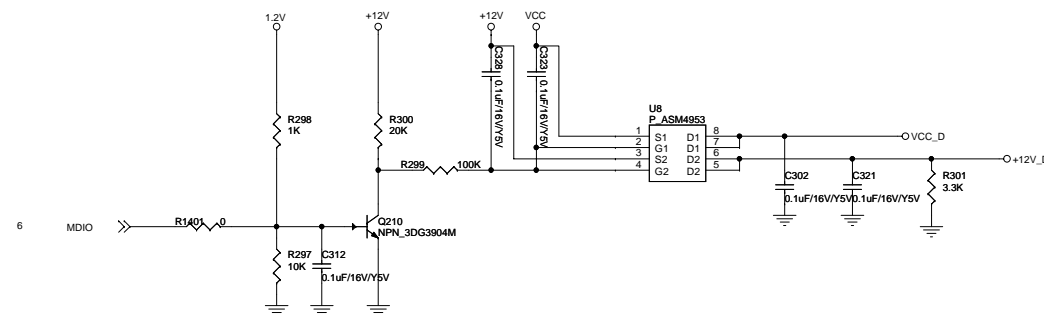 1.2V
+12V
+12V
VCC
C328
0.1uF/16V/Y5V
C323
0.1uF/16V/Y5V
R298
1K
R300
20K
U8
P_ASM4953
1 S1 D1 8
2 G1 D1 7
3 S2 D2 6
4 G2 D2 5
VCC_D
+12V_D
R299
100K
C302
0.1uF/16V/Y5V
C321
0.1uF/16V/Y5V
R301
3.3K
6
MDIO
R1401
0
Q210
NPN_3DG3904M
R297
10K
C312
0.1uF/16V/Y5V